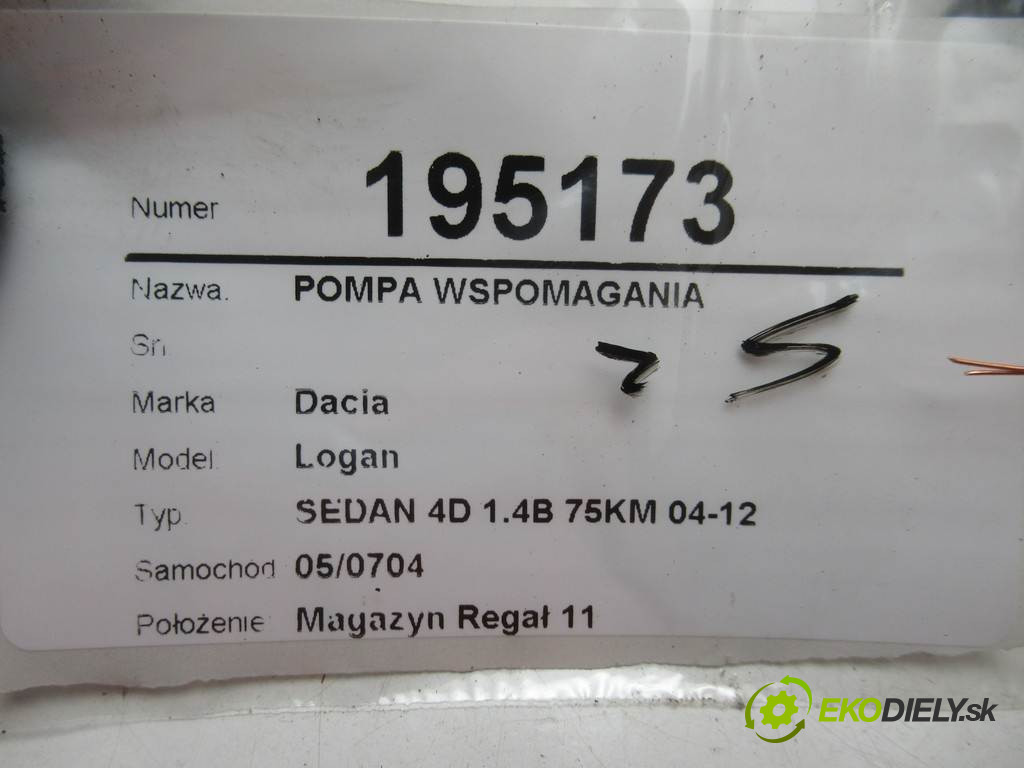 Numer 195173
Nazwa. POMPA WSPOMAGANIA
Sn
Marka Dacia
Model Logan
Typ SEDAN 4D 1.4B 75KM 04-12
Samochód 05/0704
Położenie Magazyn Regał 11
EKODIELY.sk